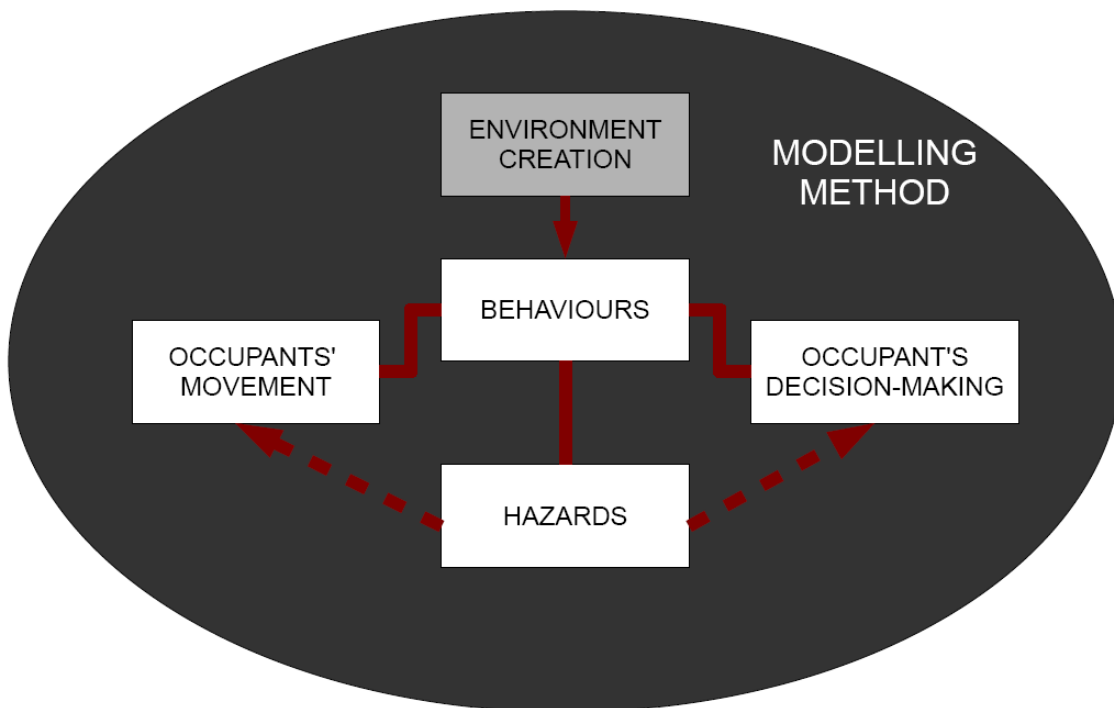 ENVIRONMENT
CREATION
MODELLING
METHOD
BEHAVIOURS
OCCUPANTS'
MOVEMENT
OCCUPANT'S
DECISION-MAKING
HAZARDS